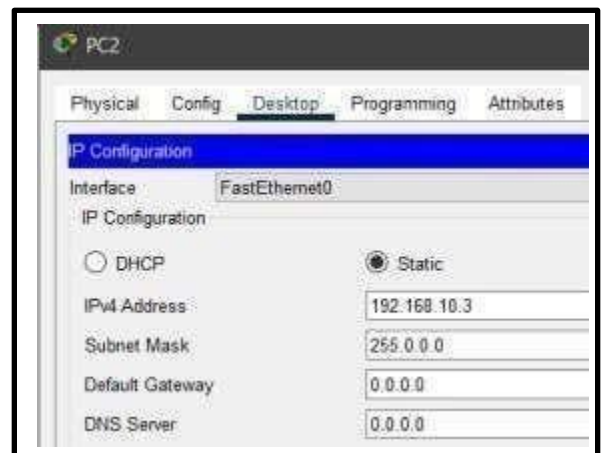 PC2
Physical Config Desktop Programming Attributes
IP Configuration
Interface FastEthernet0
IP Configuration
DHCP Static
IPv4 Address 192.168.10.3
Subnet Mask 255.0.0.0
Default Gateway 0.0.0.0
DNS Server 0.0.0.0